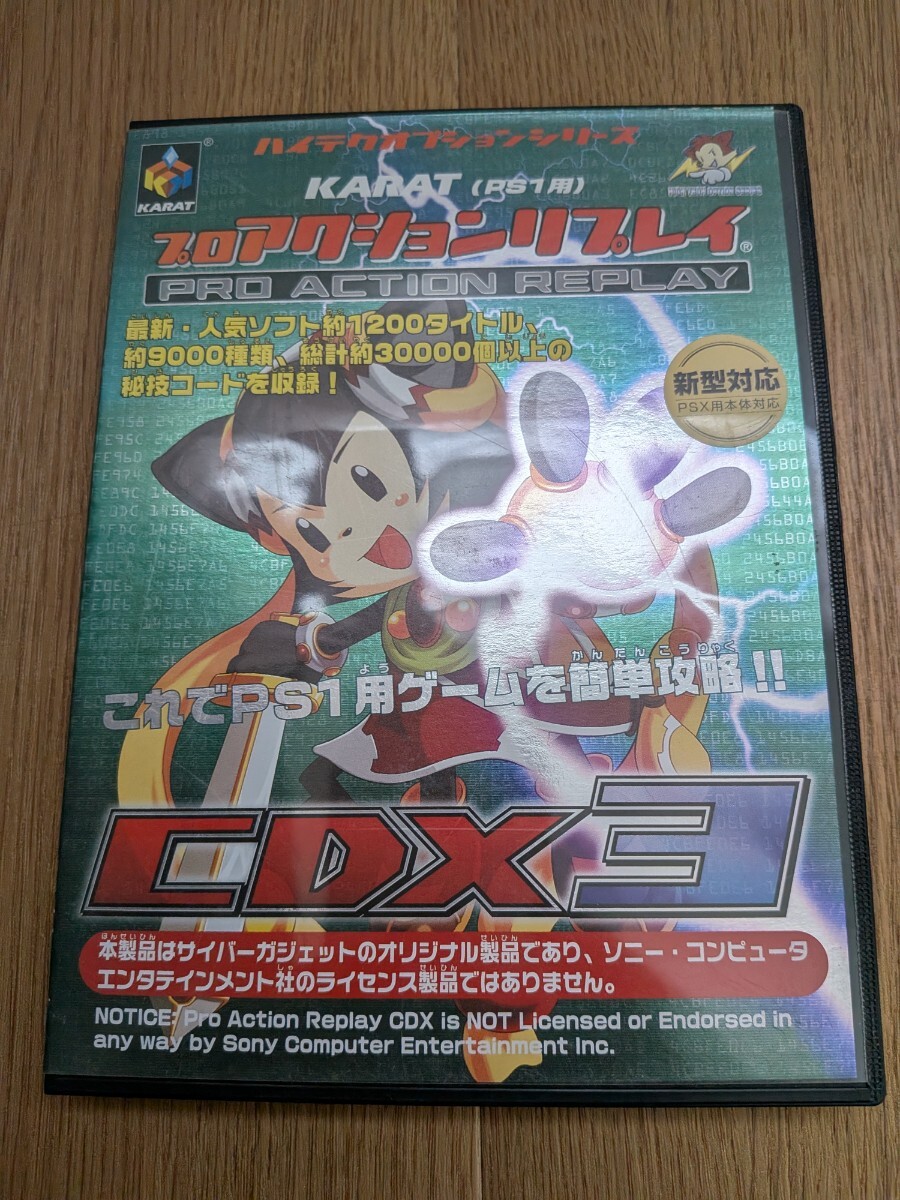 ハイテクオプションシリーズ
KARAT
KARAT (PS1用)
プロアクションリプレイ®
PRO ACTION REPLAY
最新・人気ソフト約1200タイトル、
約9000種類、総計約30000個以上の
秘技コードを収録!
新型対応
PSX用本体対応
これでPS1用ゲームを簡単攻略!!
CDX3
本製品はサイバーガジェットのオリジナル製品であり、ソニー・コンピュータ
エンタテインメント社のライセンス製品ではありません。
NOTICE: Pro Action Replay CDX is NOT Licensed or Endorsed in
any way by Sony Computer Entertainment Inc.